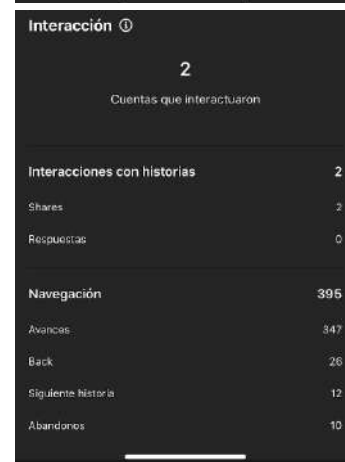 Interacción ⓘ
2
Cuentas que interactuaron
Interacciones con historias 2
Shares 2
Respuestas 0
Navegación 395
Avances 347
Back 26
Siguiente historia 12
Abandonos 10